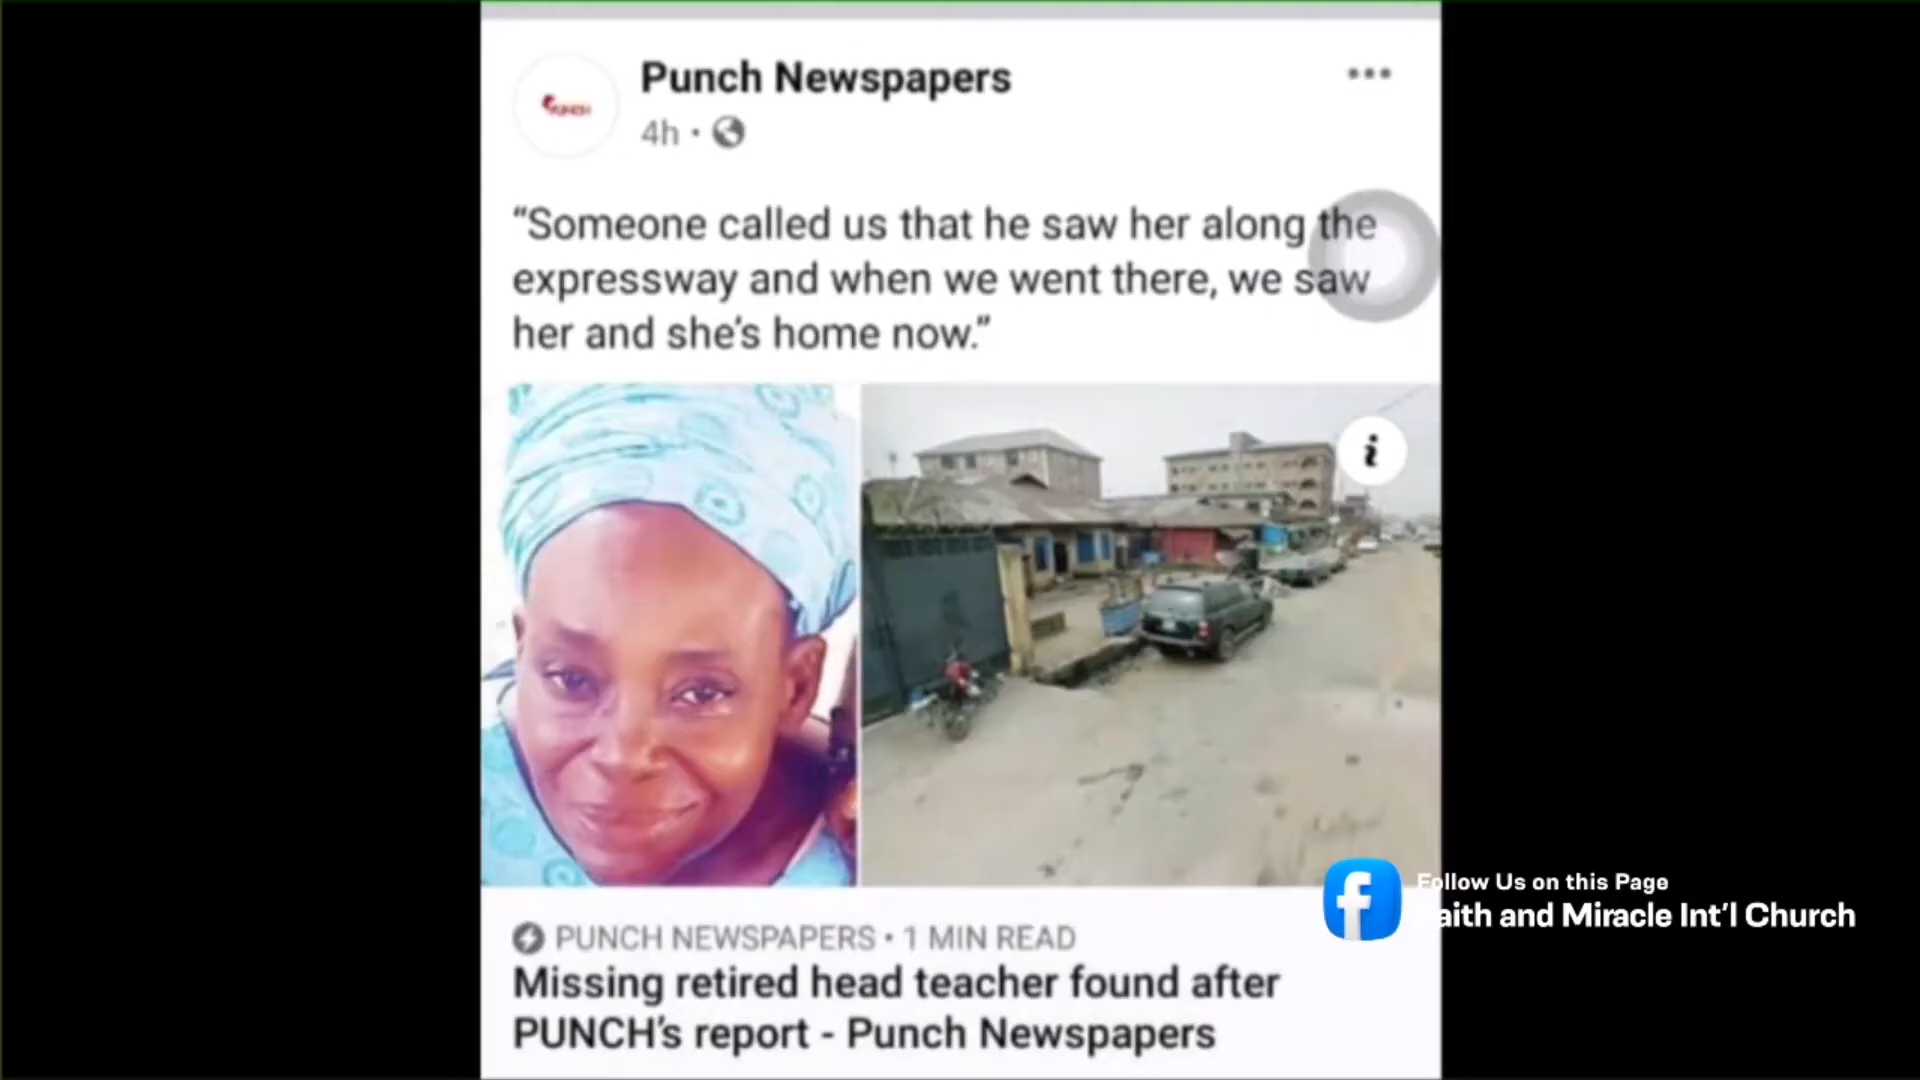 Punch Newspapers
4h •
PUNCH
“Someone called us that he saw her along the
expressway and when we went there, we saw
her and she’s home now.”
i
PUNCH NEWSPAPERS • 1 MIN READ
Missing retired head teacher found after
PUNCH’s report - Punch Newspapers
Follow Us on this Page
Faith and Miracle Int’l Church